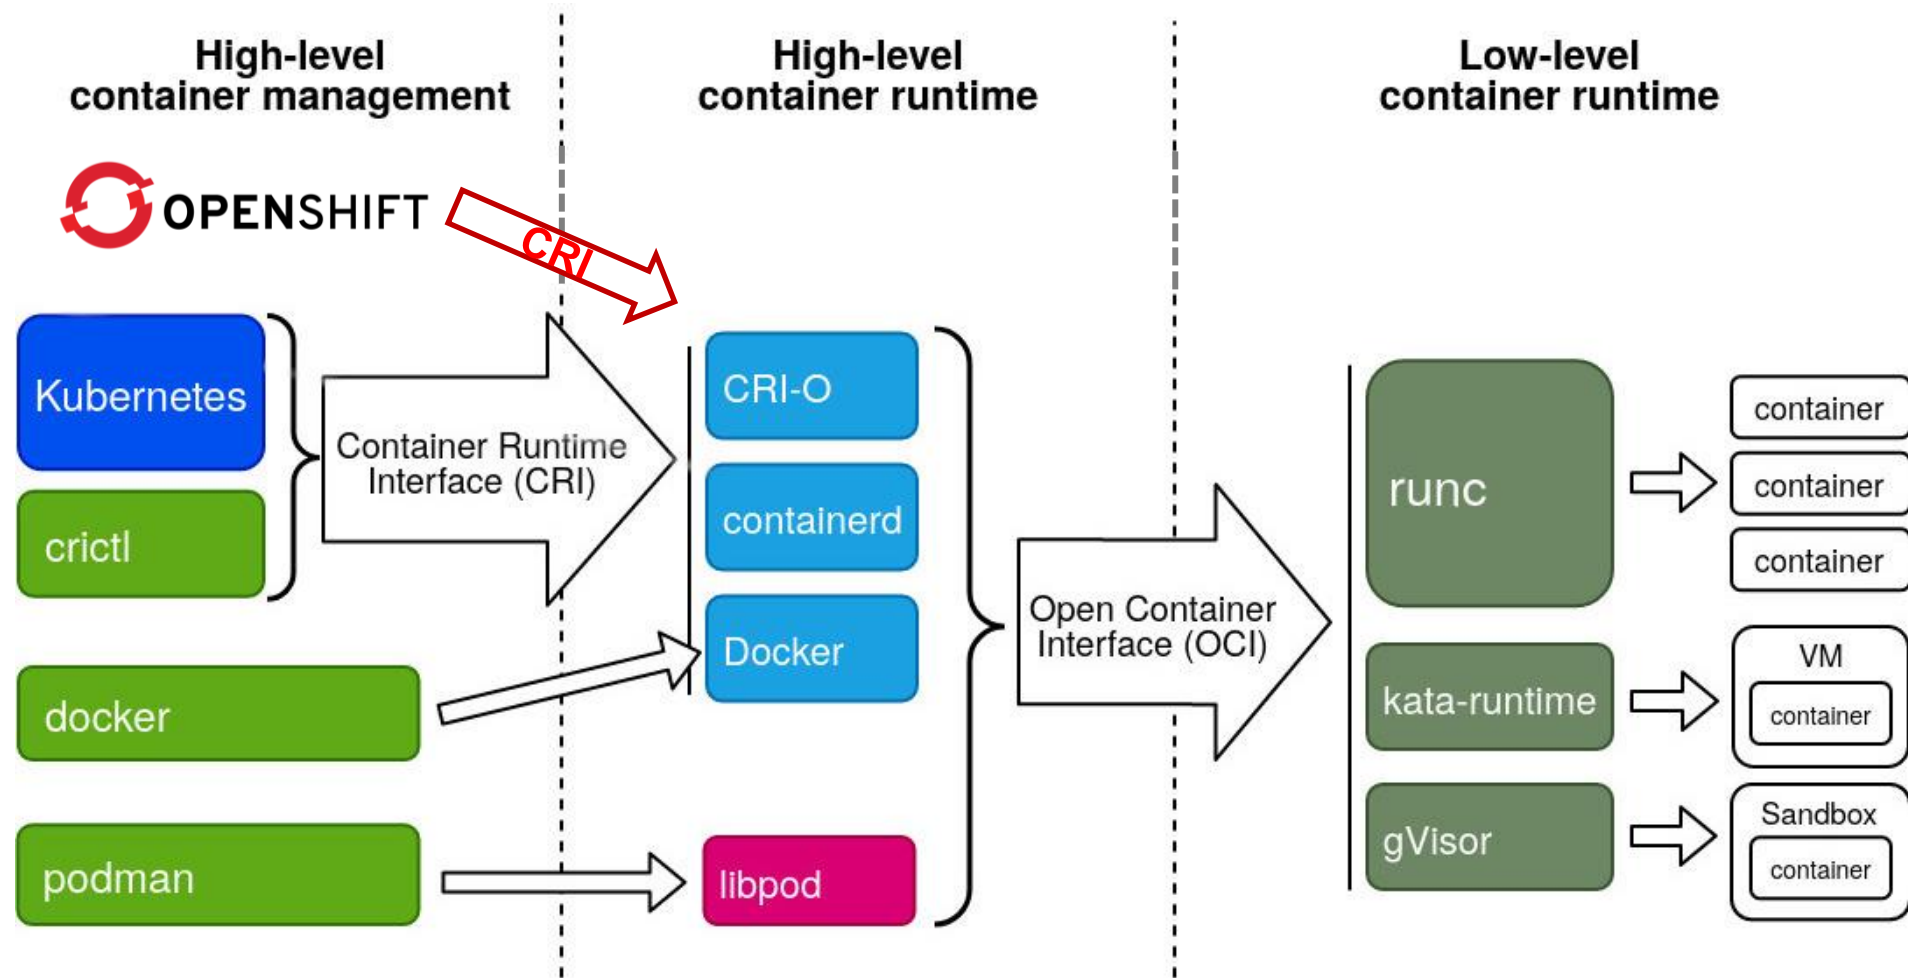 High-level
container management
High-level
container runtime
Low-level
container runtime
OPENSHIFT
CRI
Kubernetes
crictl
docker
podman
Container Runtime
Interface (CRI)
CRI-O
containerd
Docker
libpod
Open Container
Interface (OCI)
runc
kata-runtime
gVisor
container
container
container
VM
container
Sandbox
container